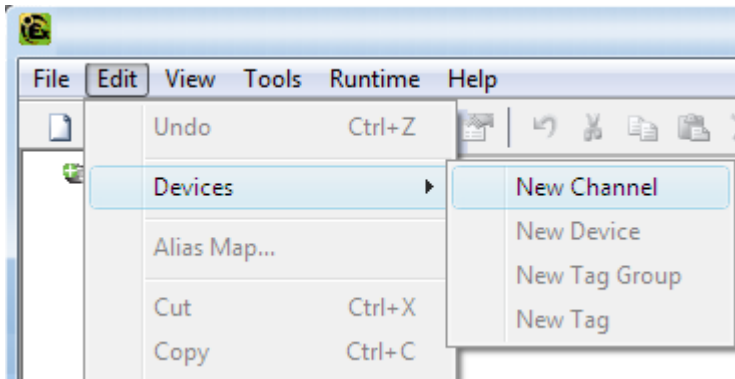 File Edit View Tools Runtime Help
Undo Ctrl+Z
Devices
New Channel
New Device
Alias Map...
New Tag Group
Cut Ctrl+X
New Tag
Copy Ctrl+C